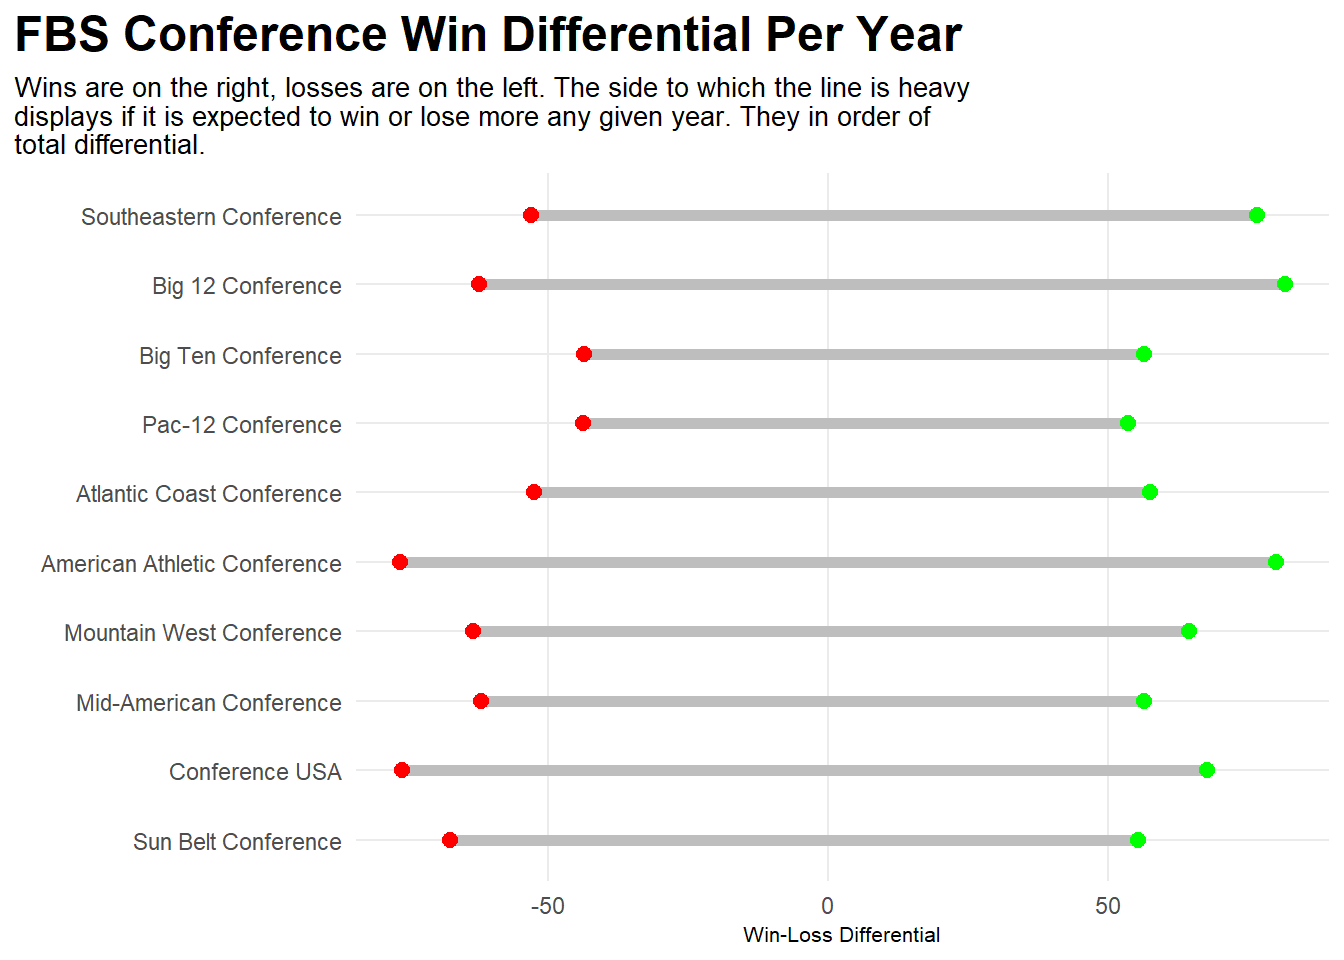 FBS Conference Win Differential Per Year
Wins are on the right, losses are on the left. The side to which the line is heavy
displays if it is expected to win or lose more any given year. They in order of
total differential.
Southeastern Conference
Big 12 Conference
Big Ten Conference
Pac-12 Conference
Atlantic Coast Conference
American Athletic Conference
Mountain West Conference
Mid-American Conference
Conference USA
Sun Belt Conference
-50 0 50
Win-Loss Differential